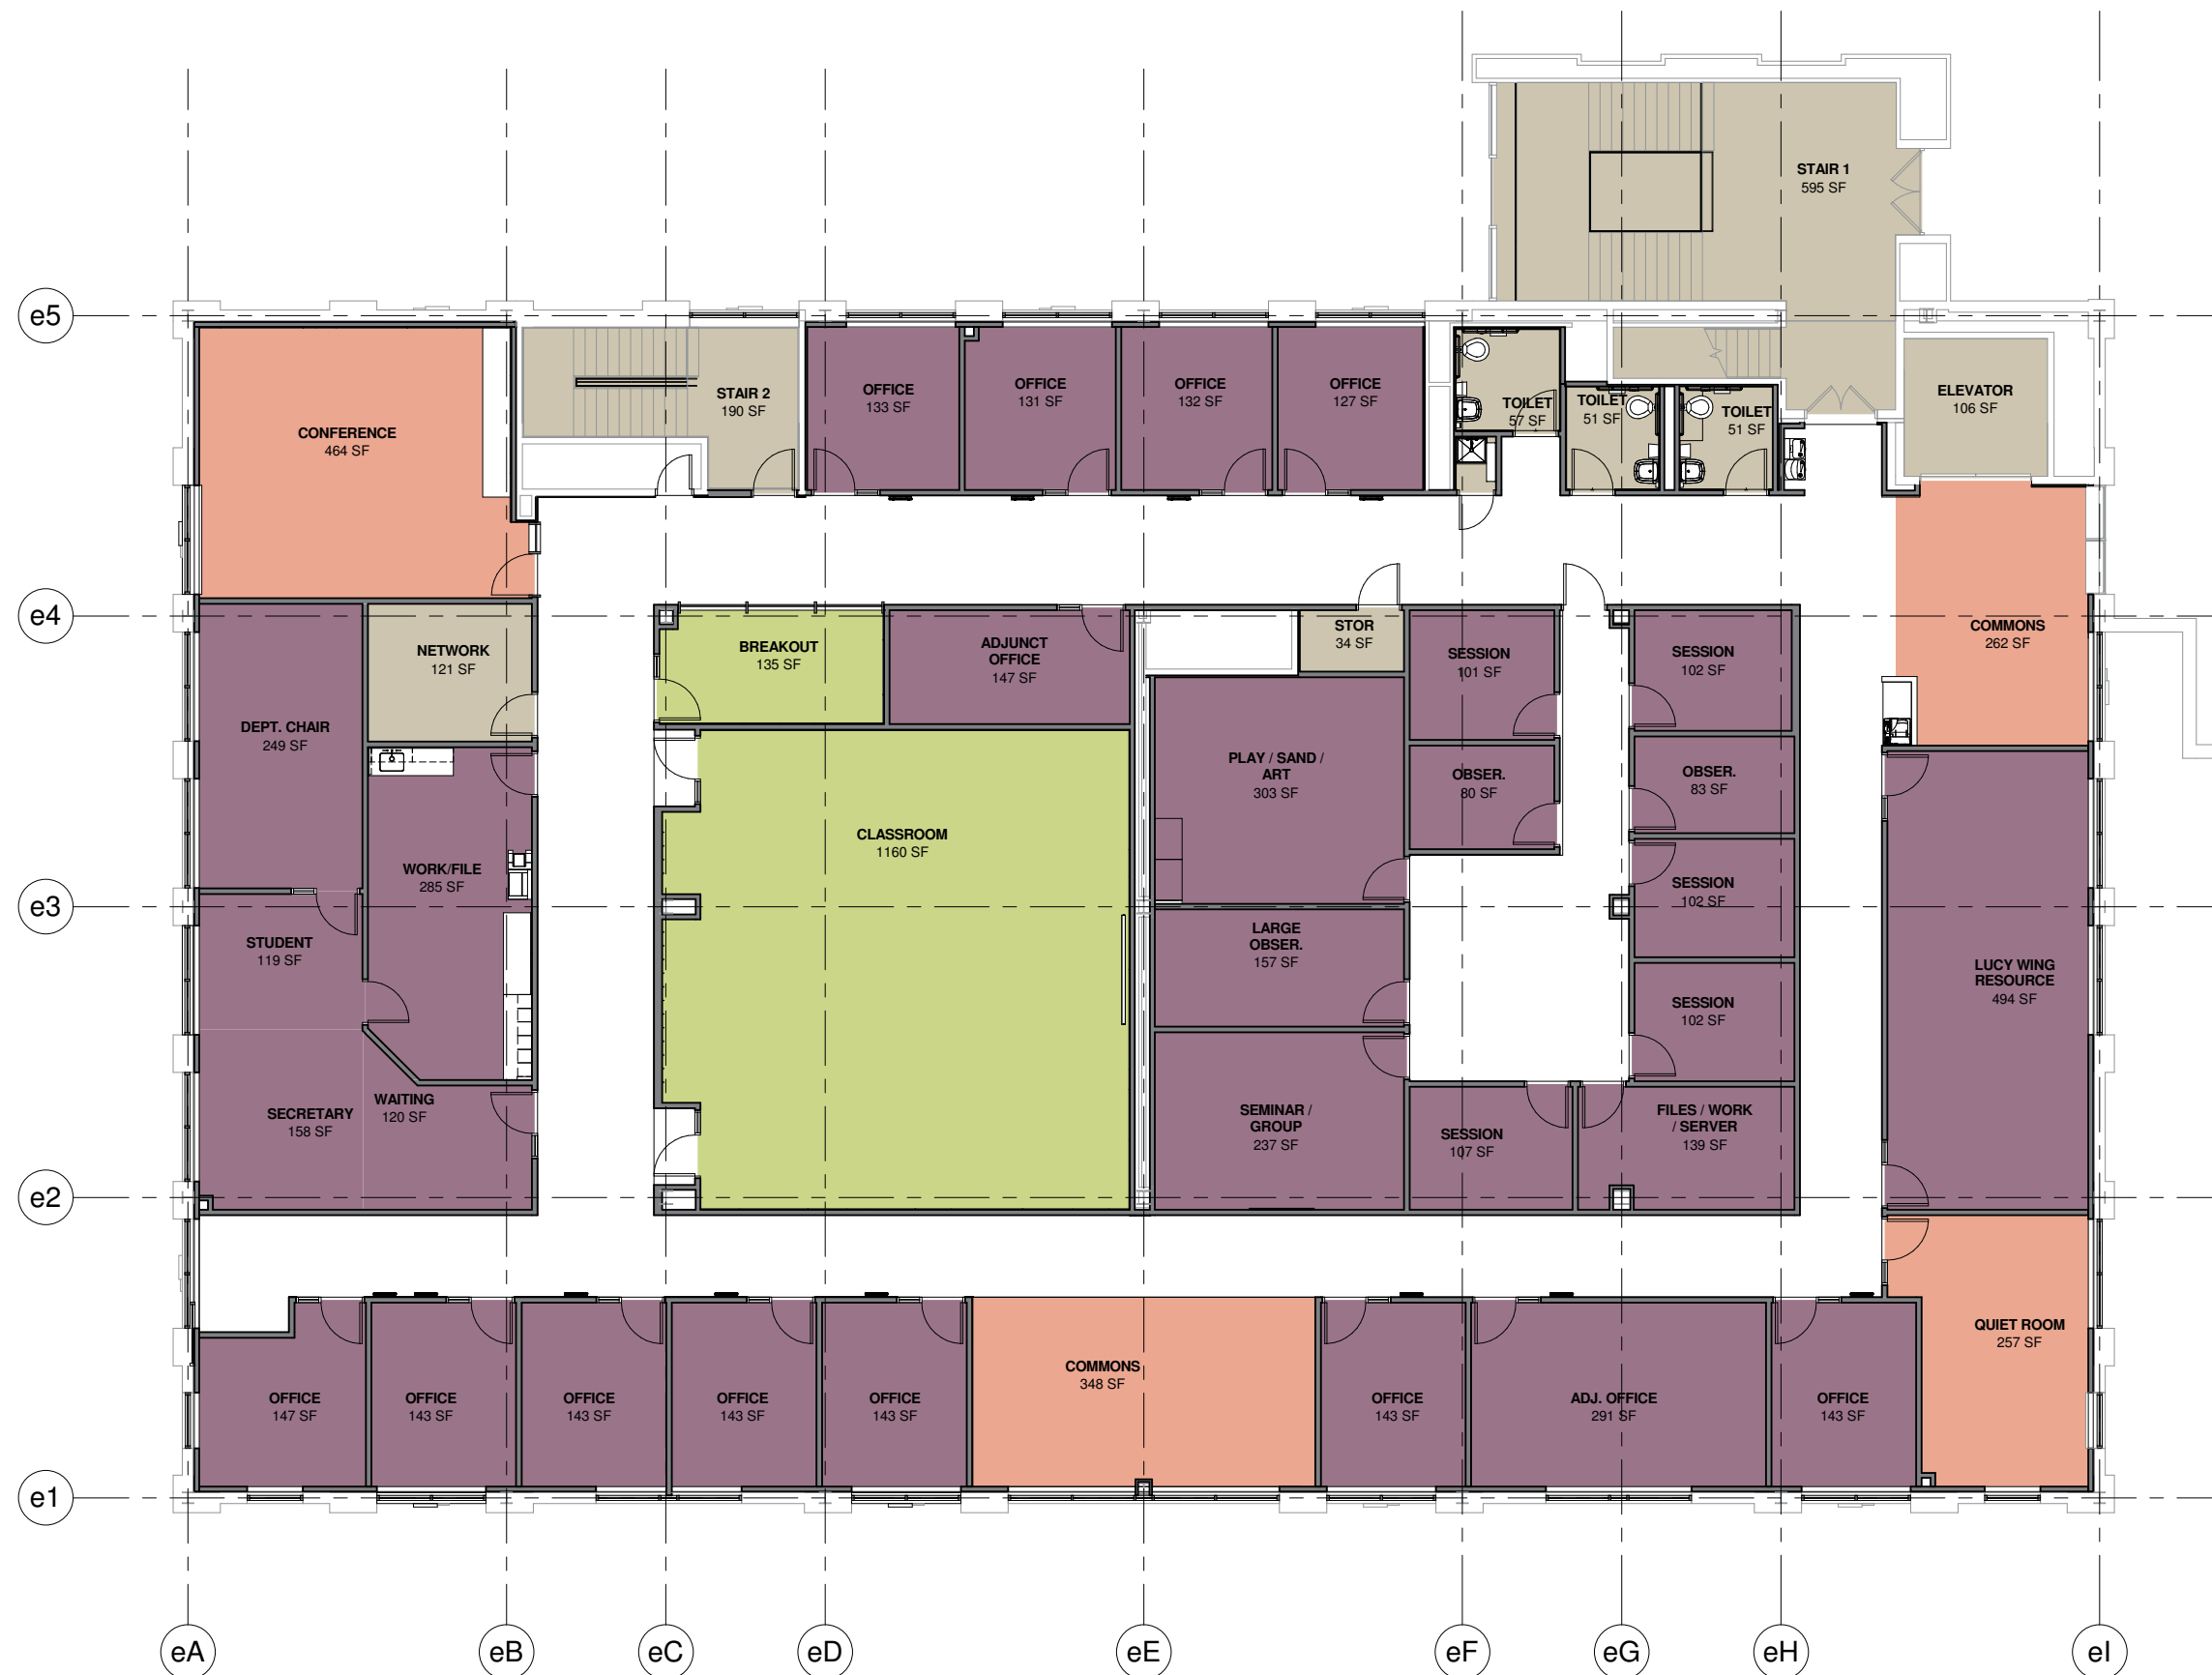 STAIR 1
595 SF
e5
STAIR 2
190 SF
OFFICE
133 SF
OFFICE
131 SF
OFFICE
132 SF
OFFICE
127 SF
TOILET
57 SF
TOILET
51 SF
TOILET
51 SF
ELEVATOR
106 SF
CONFERENCE
464 SF
e4
NETWORK
121 SF
BREAKOUT
135 SF
ADJUNCT
OFFICE
147 SF
STOR
34 SF
SESSION
101 SF
SESSION
102 SF
COMMONS
262 SF
DEPT. CHAIR
249 SF
PLAY / SAND /
ART
303 SF
OBSER.
80 SF
OBSER.
83 SF
CLASSROOM
1160 SF
WORK/FILE
285 SF
SESSION
102 SF
e3
STUDENT
119 SF
LARGE
OBSER.
157 SF
SESSION
102 SF
LUCY WING
RESOURCE
494 SF
SECRETARY
158 SF
WAITING
120 SF
SEMINAR /
GROUP
237 SF
SESSION
107 SF
FILES / WORK
/ SERVER
139 SF
e2
QUIET ROOM
257 SF
OFFICE
147 SF
OFFICE
143 SF
OFFICE
143 SF
OFFICE
143 SF
OFFICE
143 SF
COMMONS
348 SF
OFFICE
143 SF
ADJ. OFFICE
291 SF
OFFICE
143 SF
e1
eA
eB
eC
eD
eE
eF
eG
eH
eI